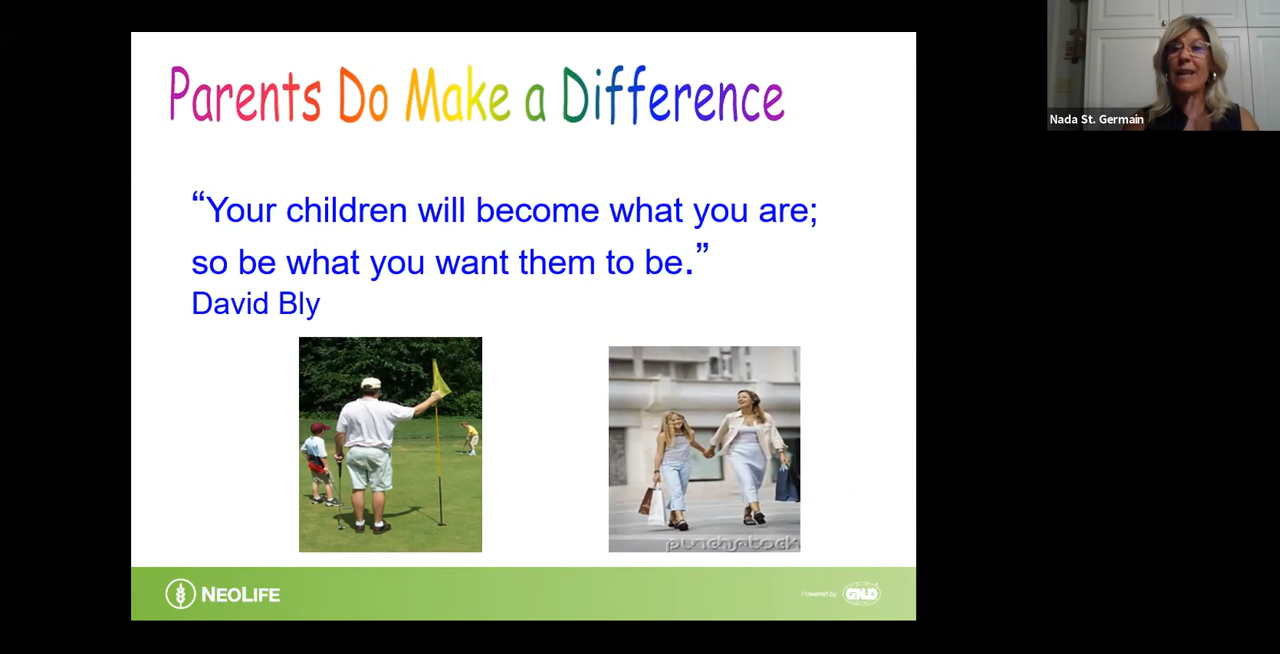 Parents Do Make a Difference
Nada St. Germain
“Your children will become what you are;
so be what you want them to be.”
David Bly
punchstock
NEOLIFE
Powered by GNLD